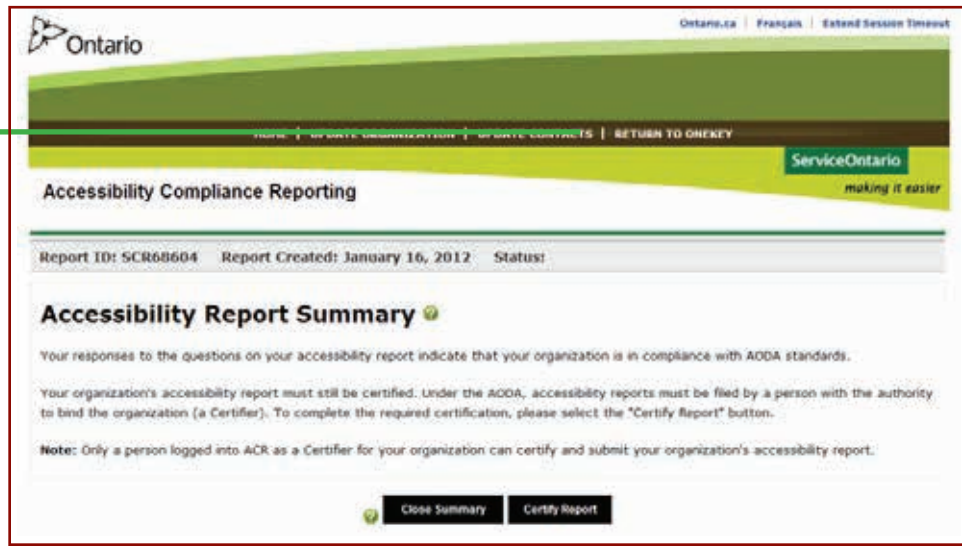 Ontario.ca | Français | Extend Session Timeout
Ontario
HOME | UPDATE ORGANIZATION | UPDATE CONTACTS | RETURN TO ONEKEY
ServiceOntario
making it easier
Accessibility Compliance Reporting
Report ID: SCR68604 Report Created: January 16, 2012 Status:
Accessibility Report Summary
Your responses to the questions on your accessibility report indicate that your organization is in compliance with AODA standards.
Your organization's accessibility report must still be certified. Under the AODA, accessibility reports must be filed by a person with the authority
to bind the organization (a Certifier). To complete the required certification, please select the "Certify Report" button.
Note: Only a person logged into ACR as a Certifier for your organization can certify and submit your organization's accessibility report.
Close Summary Certify Report